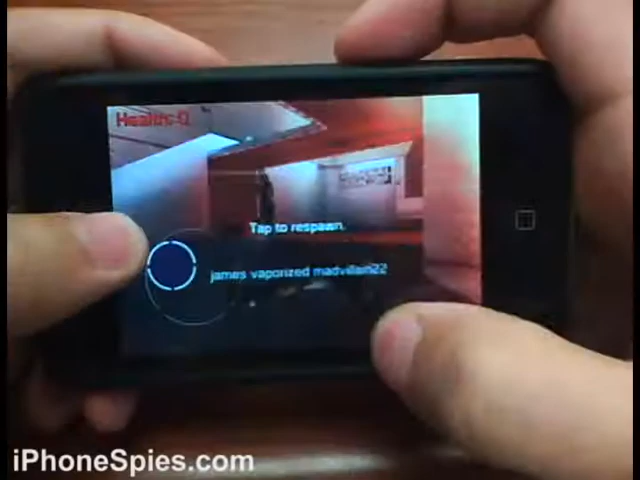 Health: 0
Tap to respawn.
james vaporized madvillain22
iPhoneSpies.com